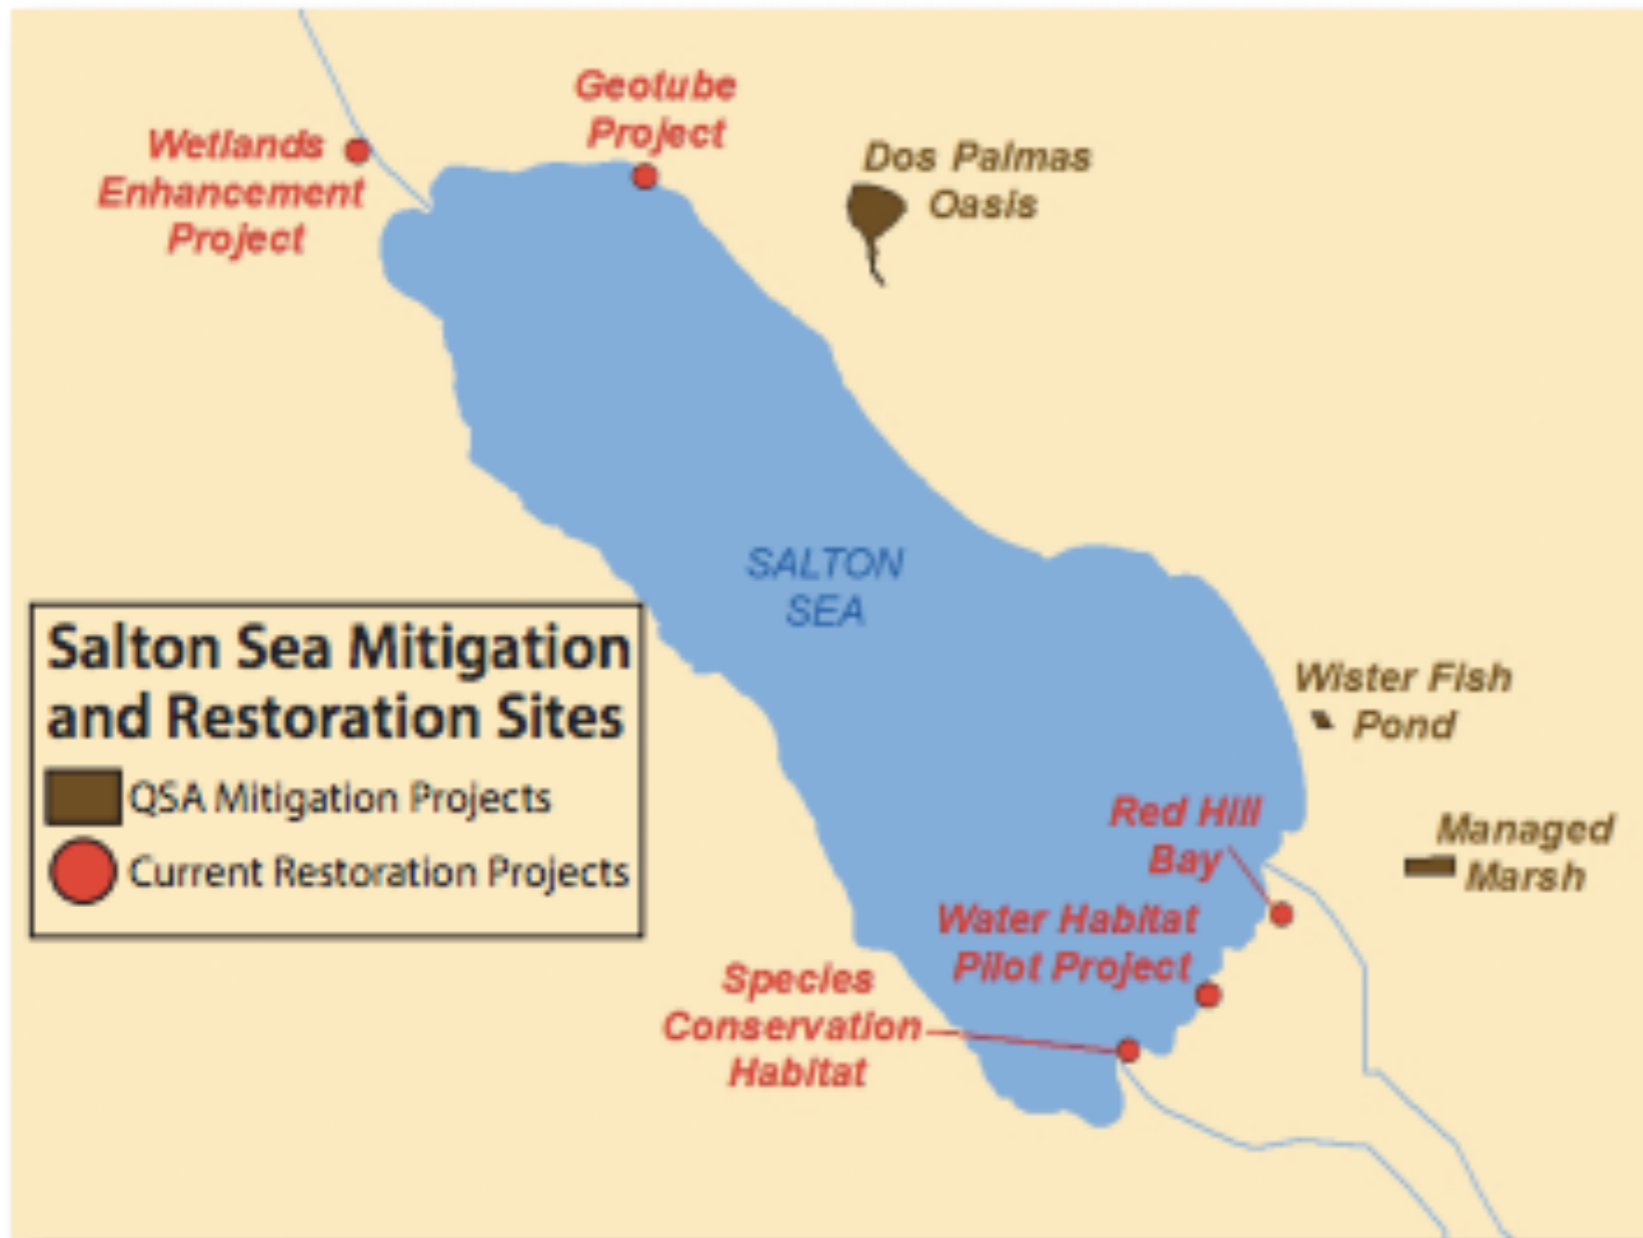 Geotube
Project
Wetlands
Enhancement
Project
Dos Palmas
Oasis
SALTON
SEA
Salton Sea Mitigation
and Restoration Sites
QSA Mitigation Projects
Current Restoration Projects
Wister Fish
Pond
Red Hill
Bay
Managed
Marsh
Water Habitat
Pilot Project
Species
Conservation
Habitat